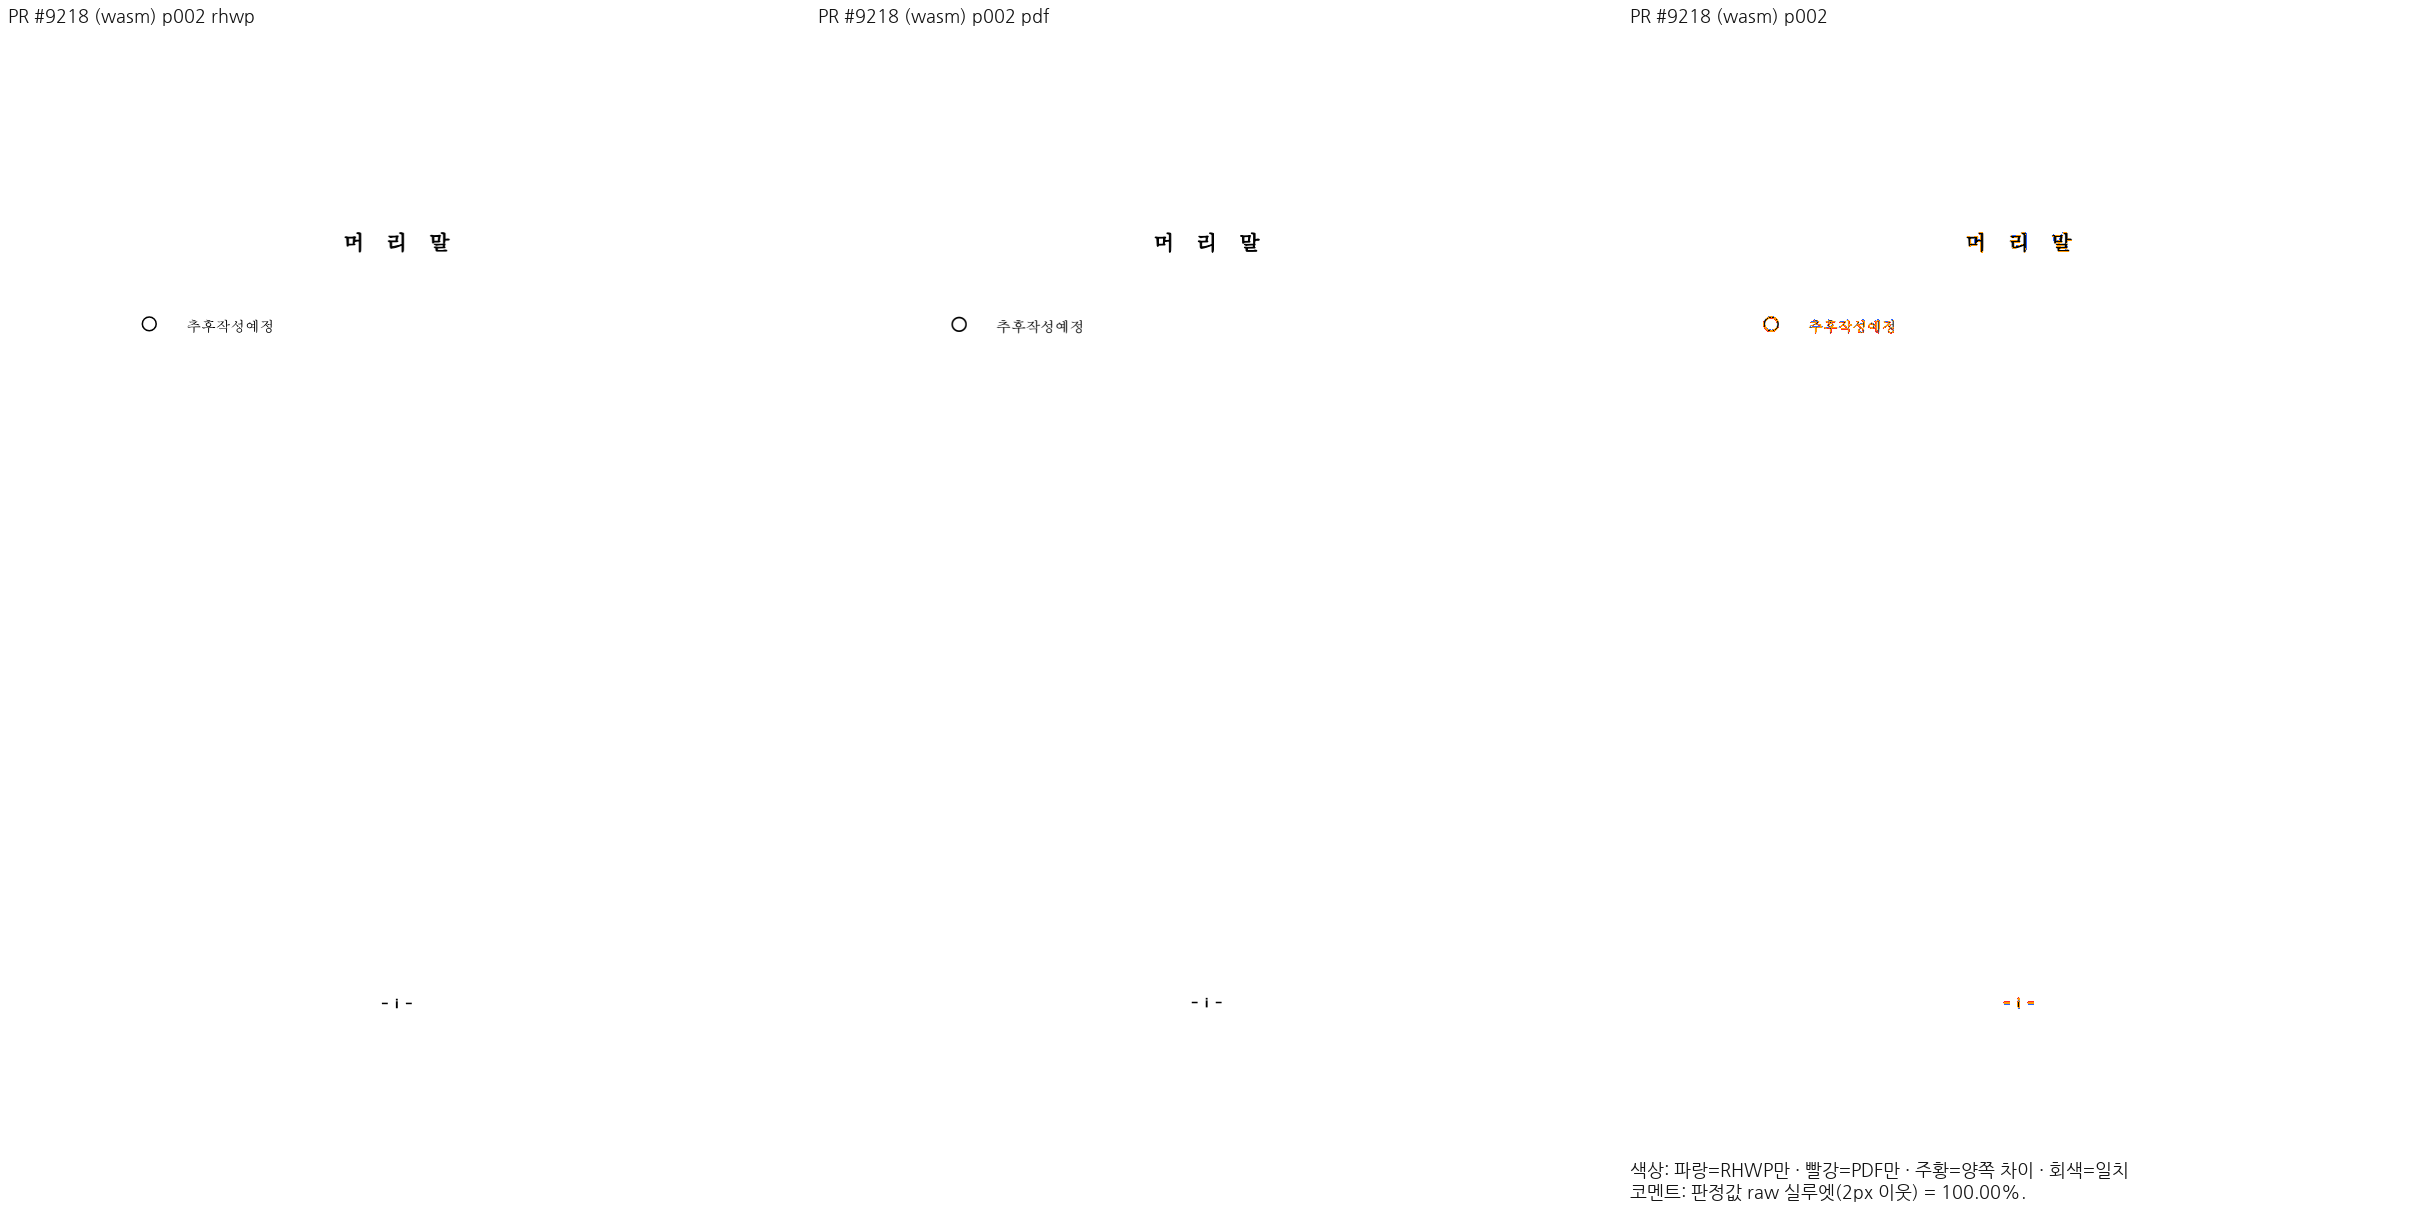 PR #9218 (wasm) p002 rhwp
머 리 말
○ 추후작성예정
- i -
PR #9218 (wasm) p002 pdf
머 리 말
○ 추후작성예정
- i -
PR #9218 (wasm) p002
머 리 말
○ 추후작성예정
- i -
색상: 파랑=RHWP만 · 빨강=PDF만 · 주황=양쪽 차이 · 회색=일치
코멘트: 판정값 raw 실루엣(2px 이웃) = 100.00%.